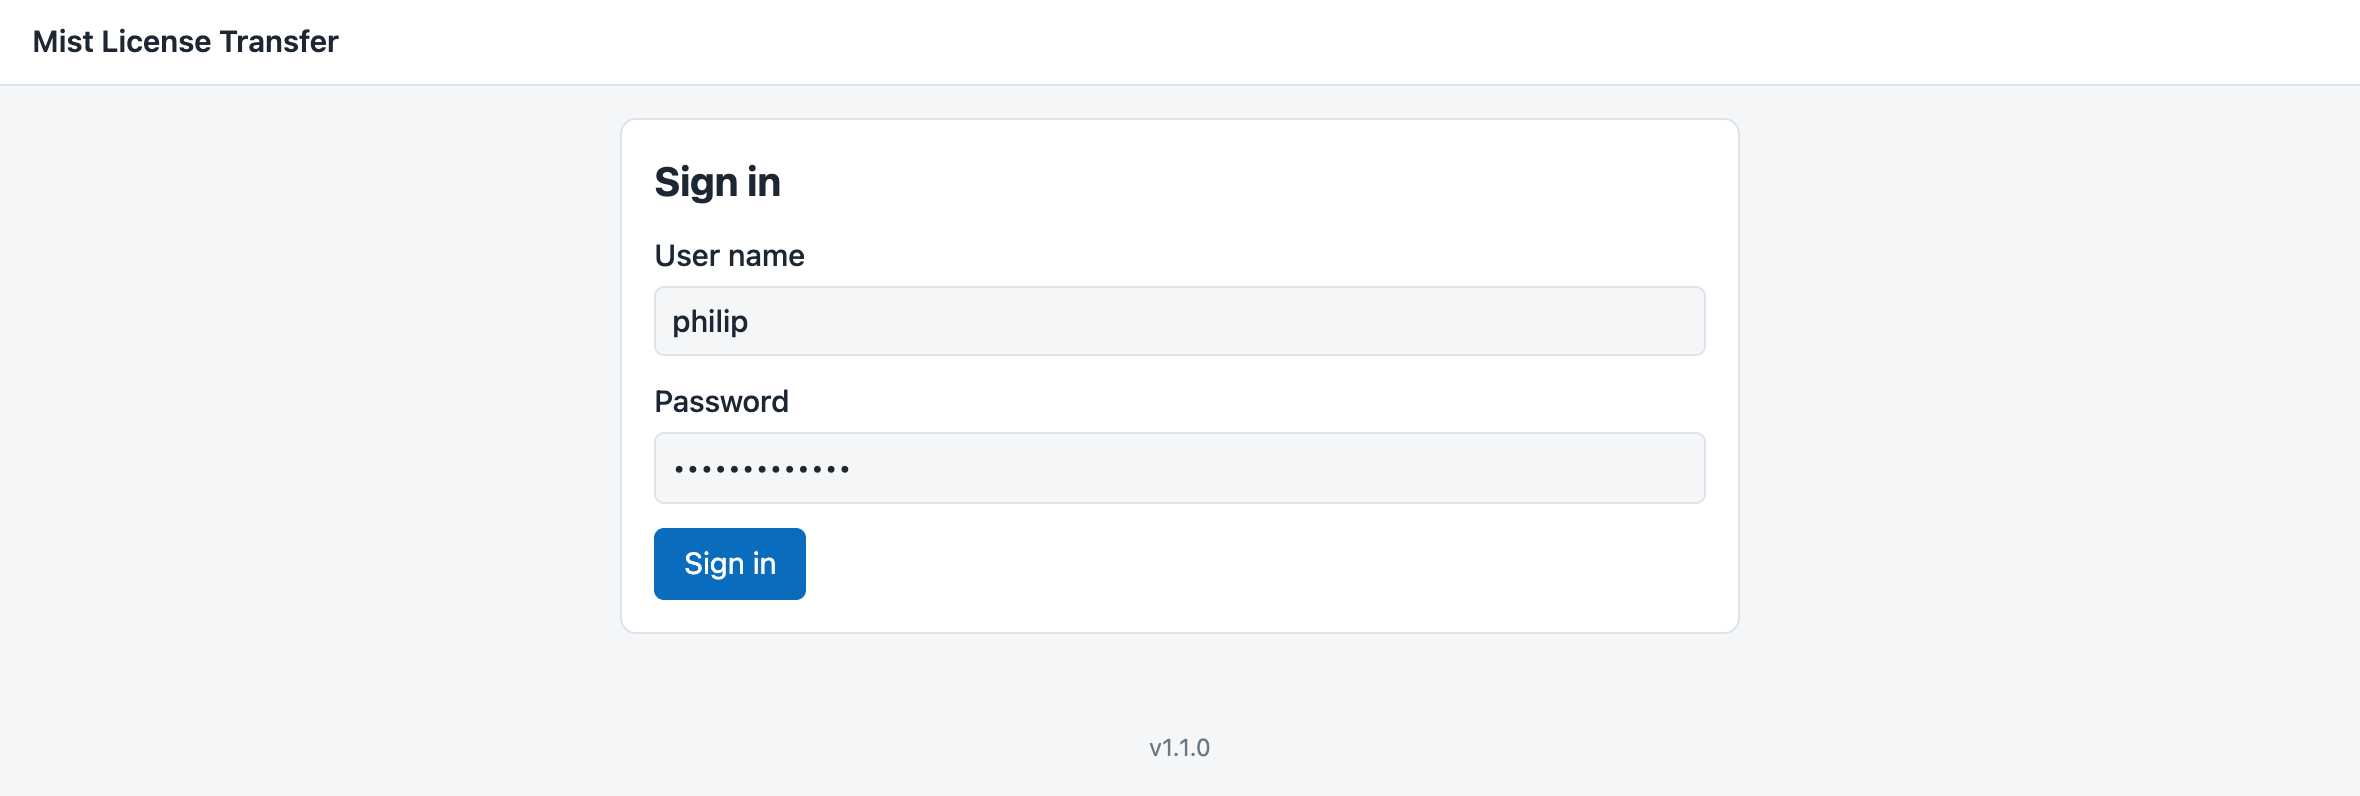 Mist License Transfer
Sign in
User name
philip
Password
•••••••••••••
Sign in
v1.1.0